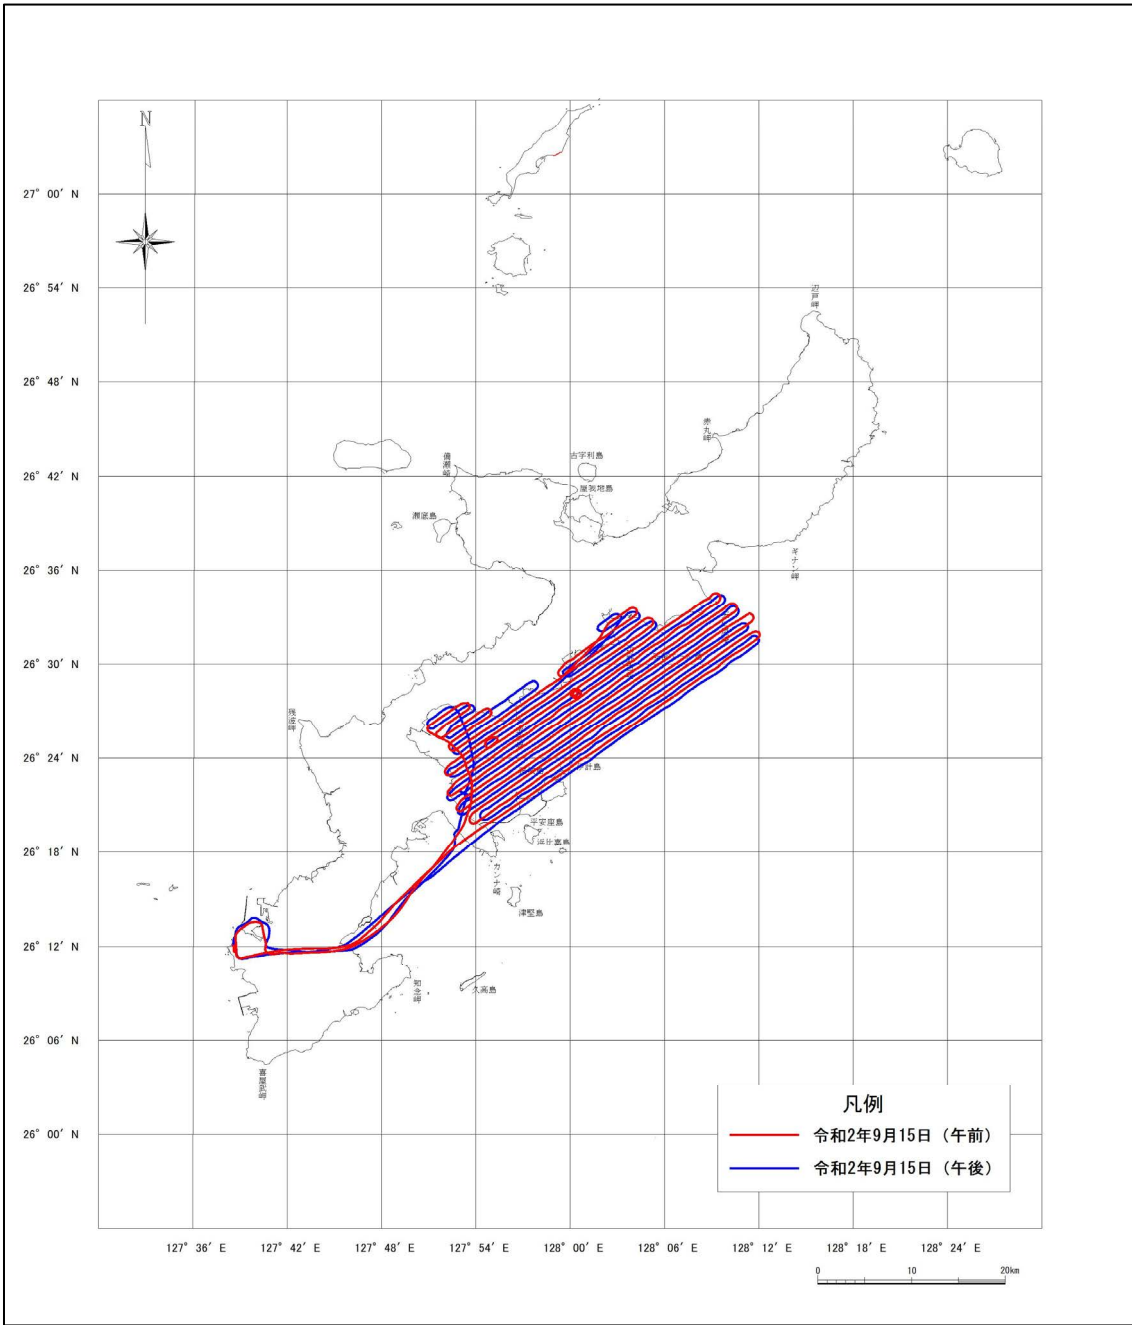 N
27° 00′ N
26° 54′ N
辺戸岬
26° 48′ N
赤丸岬
古宇利島
備瀬崎
26° 42′ N
屋我地島
瀬底島
ギナン岬
26° 36′ N
26° 30′ N
残波岬
26° 24′ N
計島
平安座島
浜比嘉島
26° 18′ N
カンナ崎
津堅島
26° 12′ N
知念岬
久高島
26° 06′ N
喜屋武岬
凡例
26° 00′ N
令和2年9月15日（午前）
令和2年9月15日（午後）
127° 36′ E
127° 42′ E
127° 48′ E
127° 54′ E
128° 00′ E
128° 06′ E
128° 12′ E
128° 18′ E
128° 24′ E
0 10 20km